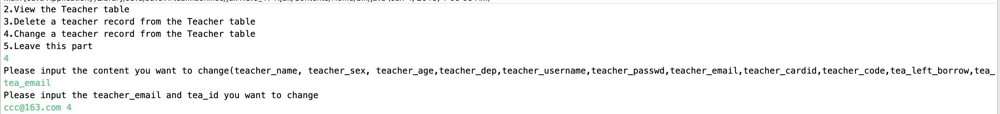 2.View the Teacher table
3.Delete a teacher record from the Teacher table
4.Change a teacher record from the Teacher table
5.Leave this part
4
Please input the content you want to change(teacher_name, teacher_sex, teacher_age,teacher_dep,teacher_username,teacher_passwd,teacher_email,teacher_cardid,teacher_code,tea_left_borrow,tea_
tea_email
Please input the teacher_email and tea_id you want to change
ccc@163.com 4